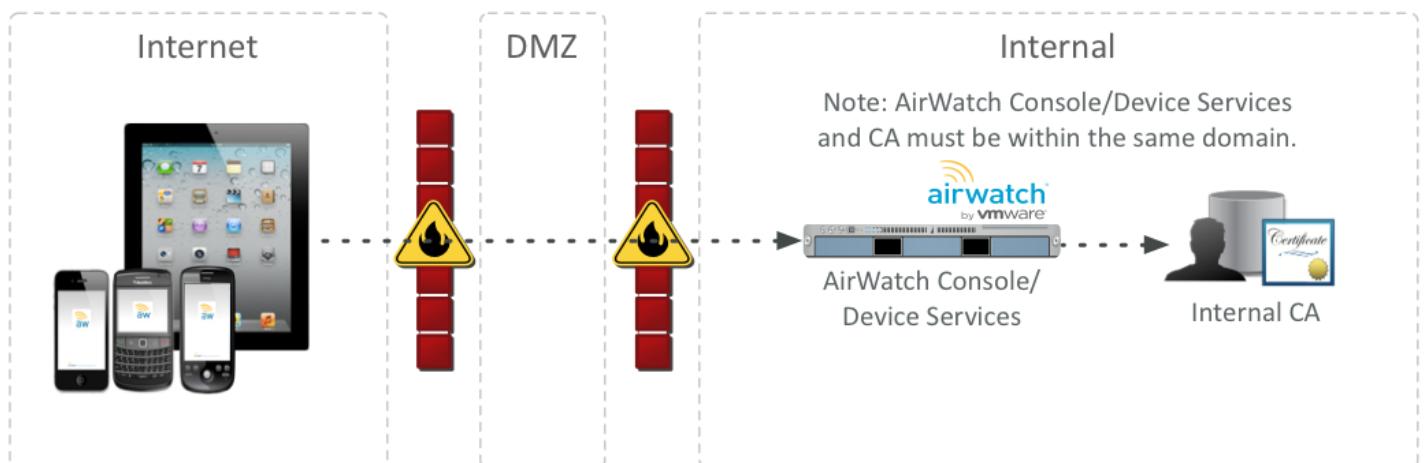 Internet
DMZ
Internal
Note: AirWatch Console/Device Services
and CA must be within the same domain.
airwatch
by vmware
AirWatch Console/
Device Services
Certificate
Internal CA
aw
aw
aw